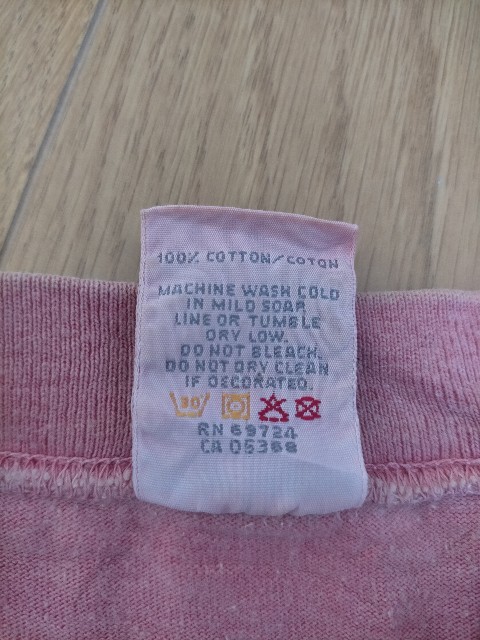 100% COTTON/COTON
MACHINE WASH COLD
IN MILD SOAP
LINE OR TUMBLE
DRY LOW.
DO NOT BLEACH.
DO NOT DRY CLEAN
IF DECORATED.
30°
RN 69724
CA 05368